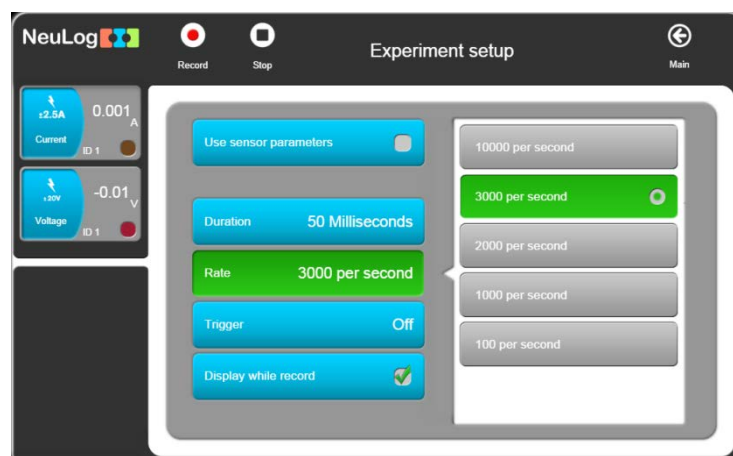 NeuLog
Record
Stop
Experiment setup
Main
±2.5A
0.001 A
Current
ID 1
±20V
-0.01 V
Voltage
ID 1
Use sensor parameters
Duration 50 Milliseconds
Rate 3000 per second
Trigger Off
Display while record
10000 per second
3000 per second
2000 per second
1000 per second
100 per second